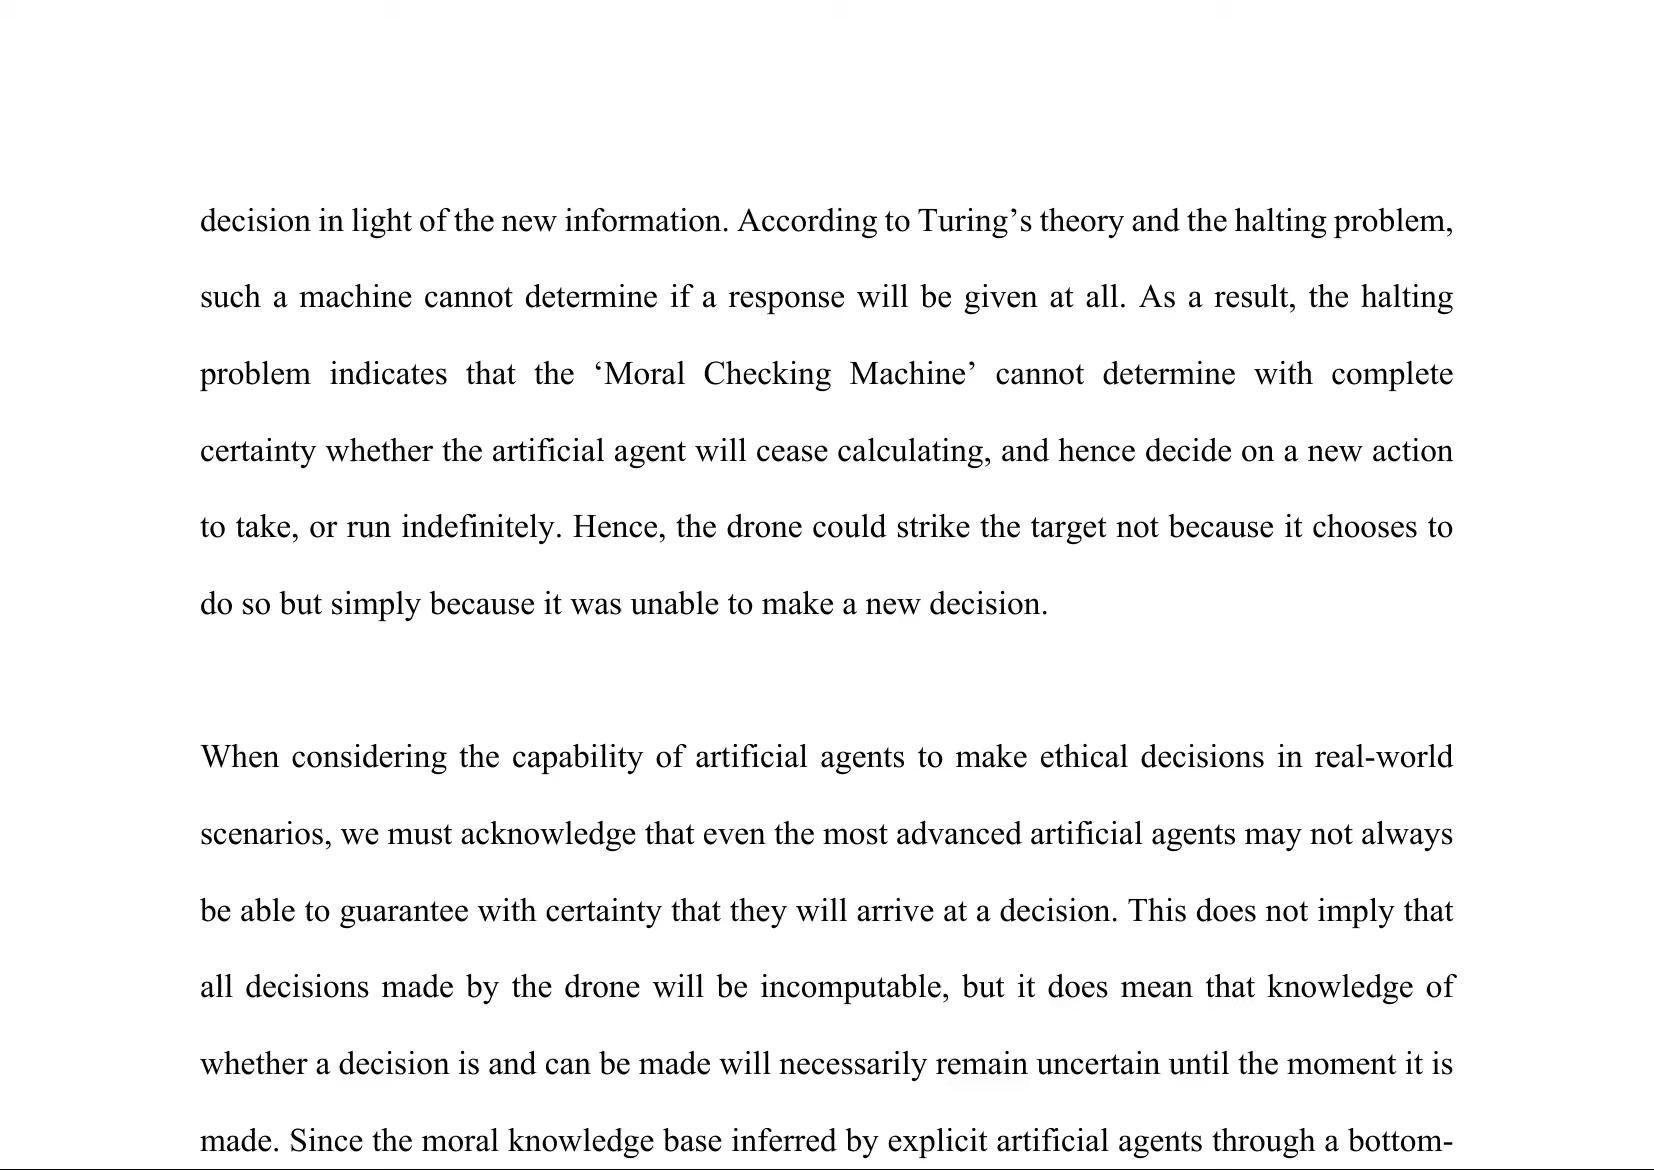 decision in light of the new information. According to Turing’s theory and the halting problem,
such a machine cannot determine if a response will be given at all. As a result, the halting
problem indicates that the ‘Moral Checking Machine’ cannot determine with complete
certainty whether the artificial agent will cease calculating, and hence decide on a new action
to take, or run indefinitely. Hence, the drone could strike the target not because it chooses to
do so but simply because it was unable to make a new decision.
When considering the capability of artificial agents to make ethical decisions in real-world
scenarios, we must acknowledge that even the most advanced artificial agents may not always
be able to guarantee with certainty that they will arrive at a decision. This does not imply that
all decisions made by the drone will be incomputable, but it does mean that knowledge of
whether a decision is and can be made will necessarily remain uncertain until the moment it is
made. Since the moral knowledge base inferred by explicit artificial agents through a bottom-